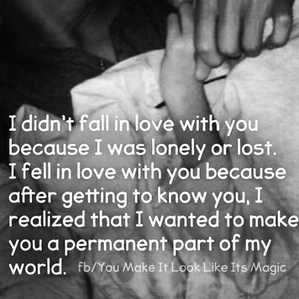 I didn't fall in love with you
because I was lonely or lost.
I fell in love with you because
after getting to know you, I
realized that I wanted to make
you a permanent part of my
world. fb/You Make It Look Like Its Magic